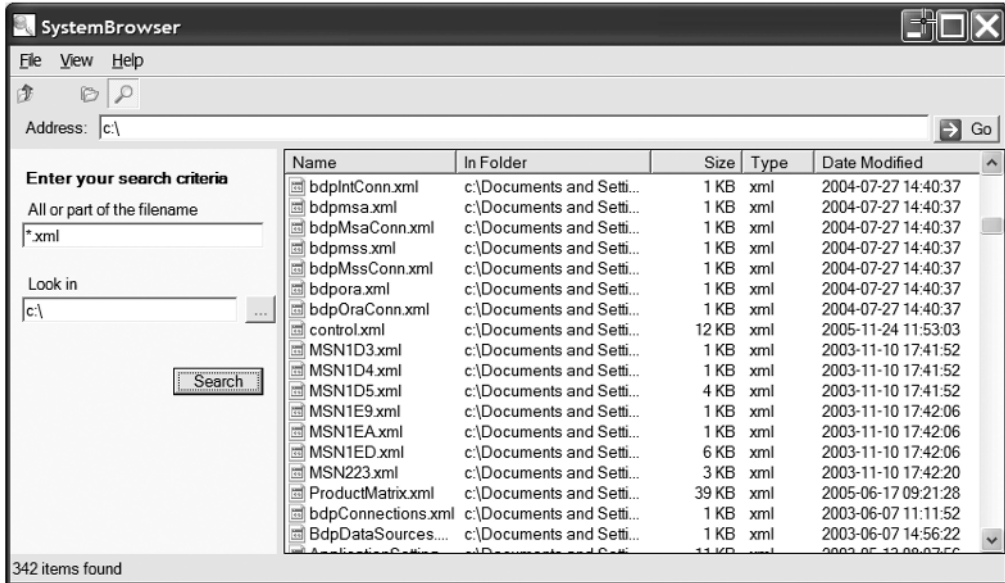 SystemBrowser
File View Help
Address: c:\ Go
Enter your search criteria
All or part of the filename
*.xml
Look in
c:\ ...
Search
Name In Folder Size Type Date Modified
bdpIntConn.xml c:\Documents and Setti... 1 KB xml 2004-07-27 14:40:37
bdpmsa.xml c:\Documents and Setti... 1 KB xml 2004-07-27 14:40:37
bdpMsaConn.xml c:\Documents and Setti... 1 KB xml 2004-07-27 14:40:37
bdpmss.xml c:\Documents and Setti... 1 KB xml 2004-07-27 14:40:37
bdpMssConn.xml c:\Documents and Setti... 1 KB xml 2004-07-27 14:40:37
bdpora.xml c:\Documents and Setti... 1 KB xml 2004-07-27 14:40:37
bdpOraConn.xml c:\Documents and Setti... 1 KB xml 2004-07-27 14:40:37
control.xml c:\Documents and Setti... 12 KB xml 2005-11-24 11:53:03
MSN1D3.xml c:\Documents and Setti... 1 KB xml 2003-11-10 17:41:52
MSN1D4.xml c:\Documents and Setti... 1 KB xml 2003-11-10 17:41:52
MSN1D5.xml c:\Documents and Setti... 4 KB xml 2003-11-10 17:41:52
MSN1E9.xml c:\Documents and Setti... 1 KB xml 2003-11-10 17:42:06
MSN1EA.xml c:\Documents and Setti... 1 KB xml 2003-11-10 17:42:06
MSN1ED.xml c:\Documents and Setti... 6 KB xml 2003-11-10 17:42:06
MSN223.xml c:\Documents and Setti... 3 KB xml 2003-11-10 17:42:20
ProductMatrix.xml c:\Documents and Setti... 39 KB xml 2005-06-17 09:21:28
bdpConnections.xml c:\Documents and Setti... 1 KB xml 2003-06-07 11:11:52
BdpDataSources.... c:\Documents and Setti... 1 KB xml 2003-06-07 14:56:22
342 items found